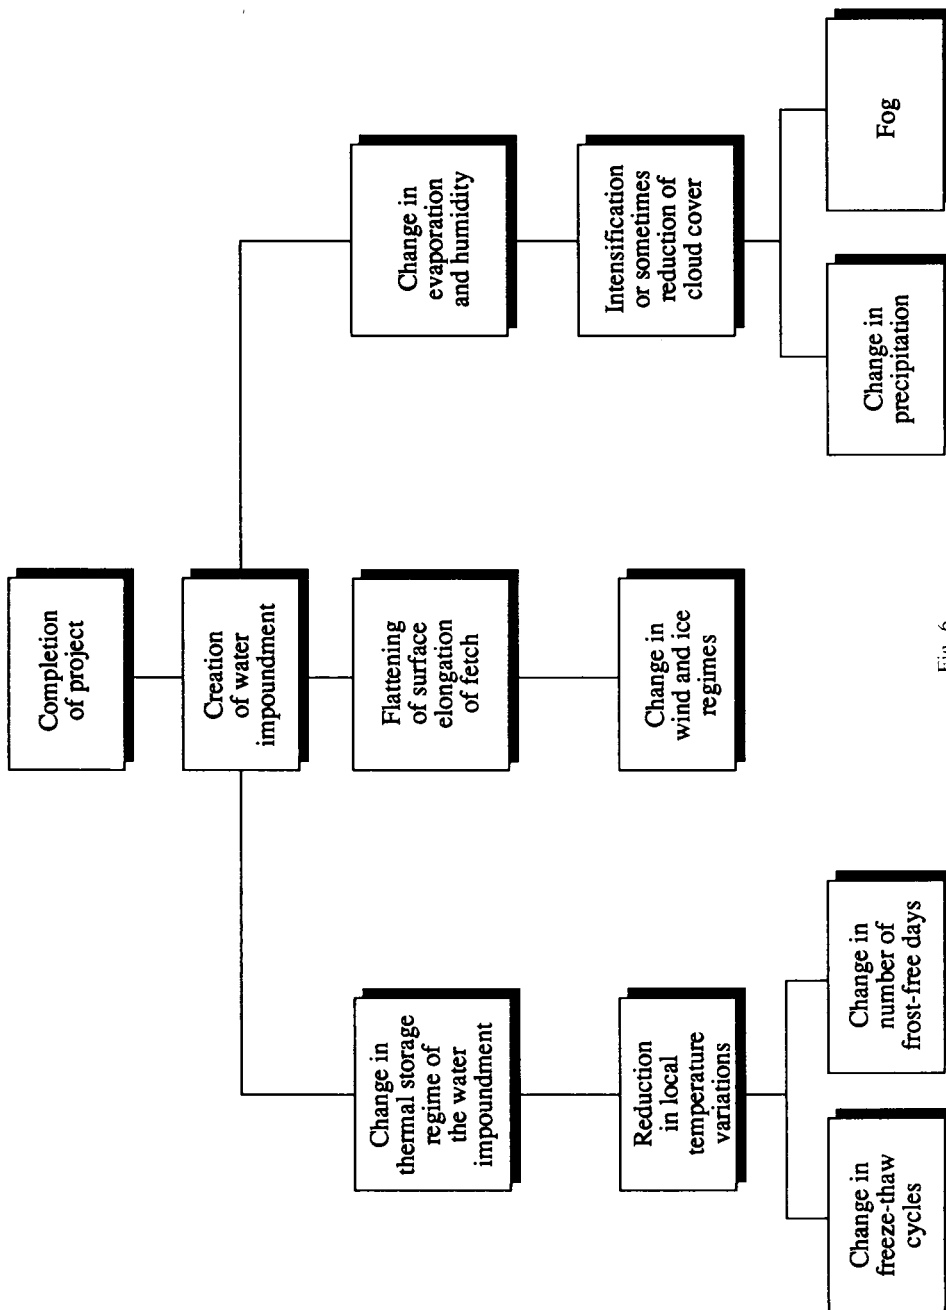 Completion
of project
Creation
of water
impoundment
Change in
thermal storage
regime of
the water
impoundment
Flattening
of surface
elongation
of fetch
Change in
evaporation
and humidity
Reduction
in local
temperature
variations
Change in
wind and ice
regimes
Intensification
or sometimes
reduction of
cloud cover
Change in
freeze-thaw
cycles
Change in
number of
frost-free days
Change in
precipitation
Fog
Fig. 6